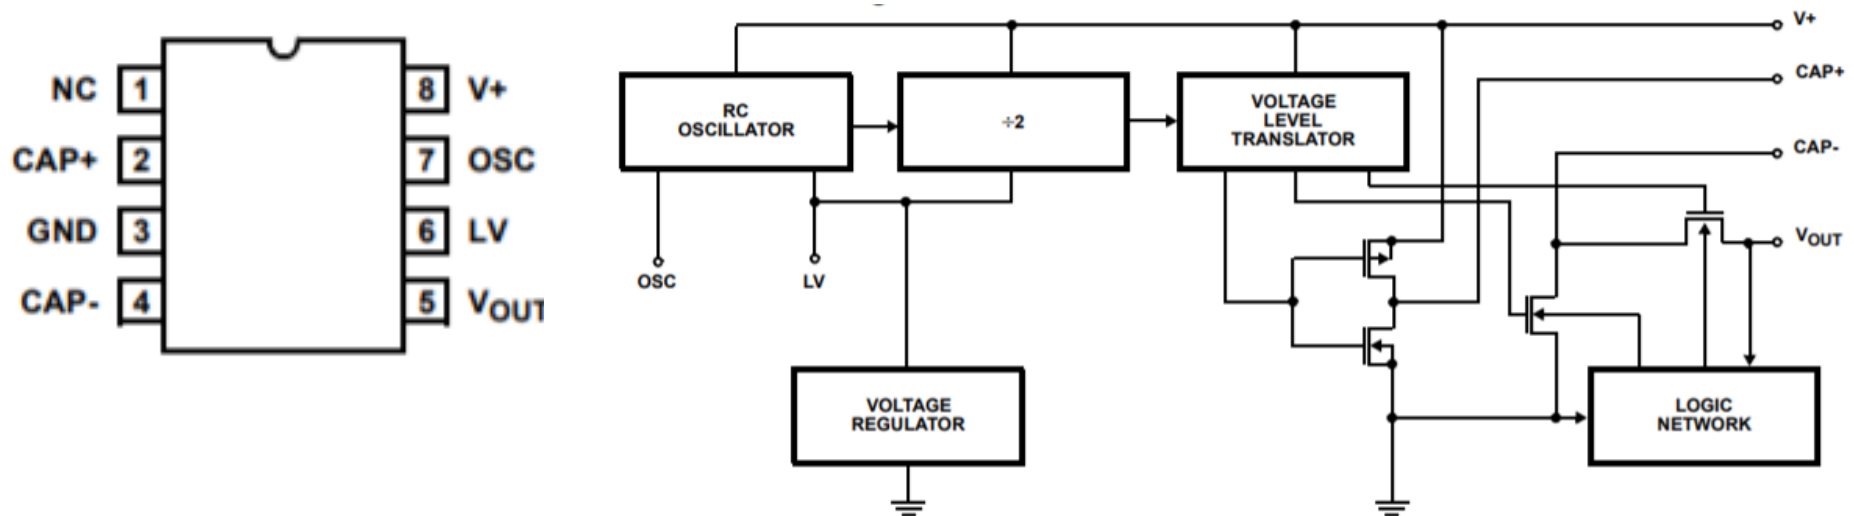 NC 1 8 V+
CAP+ 2 7 OSC
GND 3 6 LV
CAP- 4 5 VOUT
V+
CAP+
RC
OSCILLATOR
÷2
VOLTAGE
LEVEL
TRANSLATOR
CAP-
VOUT
OSC
LV
VOLTAGE
REGULATOR
LOGIC
NETWORK